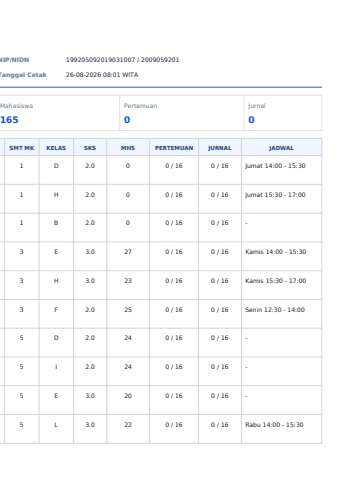 NIP/NIDN 199205092019031007 / 2009059201
Tanggal Cetak 26-08-2026 08:01 WITA
Mahasiswa Pertemuan Jurnal
165 0 0
SMT MK KELAS SKS MHS PERTEMUAN JURNAL JADWAL
1 D 2.0 0 0 / 16 0 / 16 Jumat 14:00 - 15:30
1 H 2.0 0 0 / 16 0 / 16 Jumat 15:30 - 17:00
1 B 2.0 0 0 / 16 0 / 16 -
3 E 3.0 27 0 / 16 0 / 16 Kamis 14:00 - 15:30
3 H 3.0 23 0 / 16 0 / 16 Kamis 15:30 - 17:00
3 F 2.0 25 0 / 16 0 / 16 Senin 12:30 - 14:00
5 D 2.0 24 0 / 16 0 / 16 -
5 I 2.0 24 0 / 16 0 / 16 -
5 E 3.0 20 0 / 16 0 / 16 -
5 L 3.0 22 0 / 16 0 / 16 Rabu 14:00 - 15:30